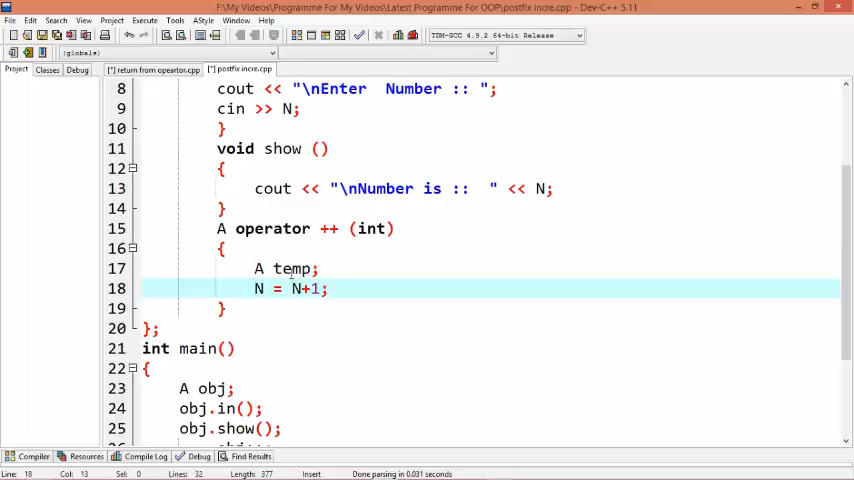 F:\My Videos\Programme For OOP\Latest Programme For OOP\postfix incre.cpp - Dev-C++ 5.11
File Edit Search View Project Execute Tools AStyle Window Help
TDM-GCC 4.9.2 64-bit Release
(globals)
Project Classes Debug [*] return from opeartor.cpp [*] postfix incre.cpp
8 cout << "\nEnter  Number :: ";
9 cin >> N;
10 }
11 void show ()
12 {
13 cout << "\nNumber is ::  " << N;
14 }
15 A operator ++ (int)
16 {
17 A temp;
18 N = N+1;
19 }
20 };
21 int main()
22 {
23 A obj;
24 obj.in();
25 obj.show();
Compiler Resources Compile Log Debug Find Results
Line: 18 Col: 13 Sel: 0 Lines: 32 Length: 377 Insert Done parsing in 0.031 seconds